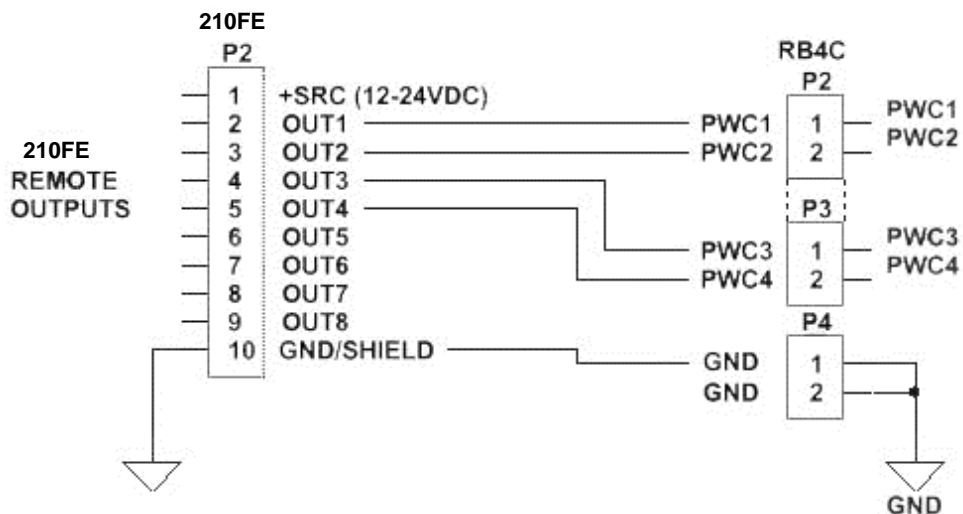 210FE
P2
1 +SRC (12-24VDC)
2 OUT1
3 OUT2
4 OUT3
5 OUT4
6 OUT5
7 OUT6
8 OUT7
9 OUT8
10 GND/SHIELD
210FE
REMOTE
OUTPUTS
RB4C
P2
PWC1 1 PWC1
PWC2 2 PWC2
P3
PWC3 1 PWC3
PWC4 2 PWC4
P4
GND 1
GND 2
GND